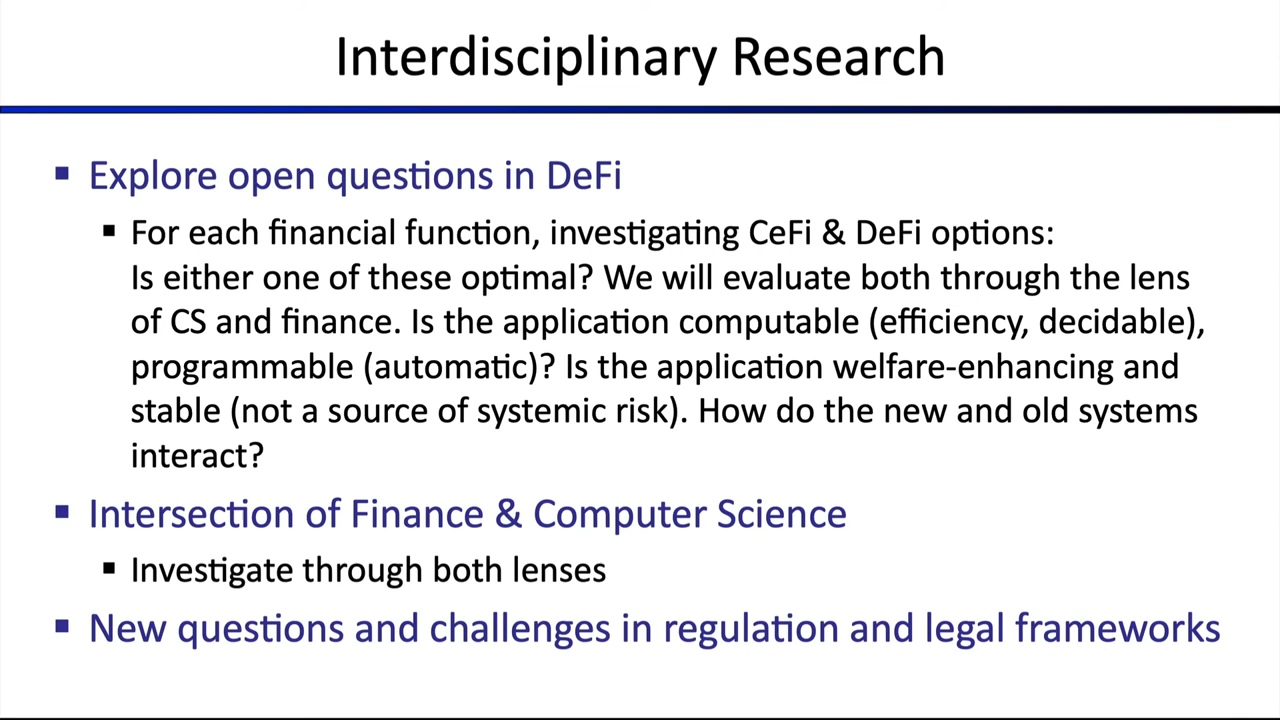 Interdisciplinary Research
▪ Explore open questions in DeFi
▪ For each financial function, investigating CeFi & DeFi options:
Is either one of these optimal? We will evaluate both through the lens
of CS and finance. Is the application computable (efficiency, decidable),
programmable (automatic)? Is the application welfare-enhancing and
stable (not a source of systemic risk). How do the new and old systems
interact?
▪ Intersection of Finance & Computer Science
▪ Investigate through both lenses
▪ New questions and challenges in regulation and legal frameworks